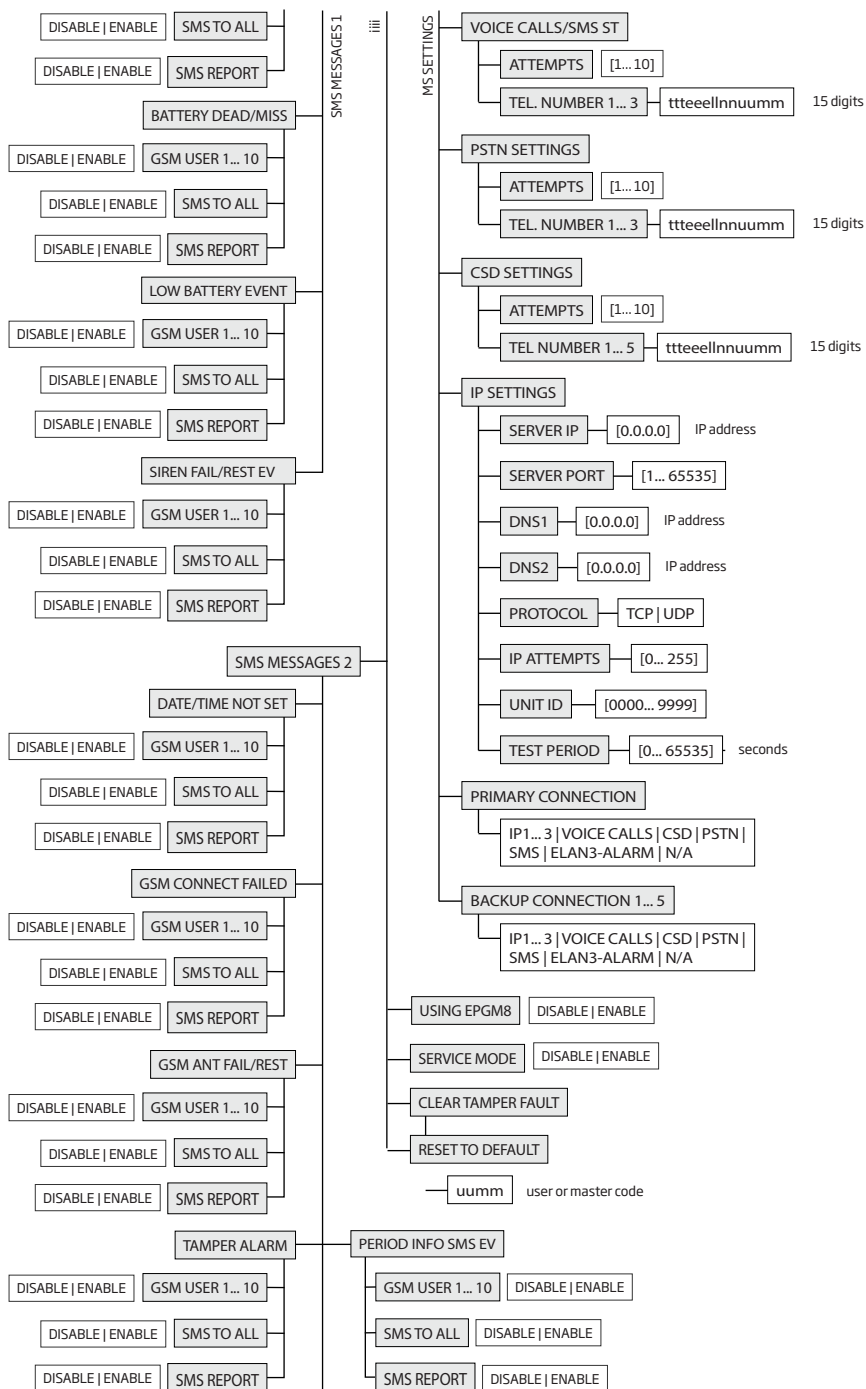 SMS MESSAGES 1
iiii
MS SETTINGS
DISABLE | ENABLE SMS TO ALL
DISABLE | ENABLE SMS REPORT
BATTERY DEAD/MISS
DISABLE | ENABLE GSM USER 1... 10
DISABLE | ENABLE SMS TO ALL
DISABLE | ENABLE SMS REPORT
LOW BATTERY EVENT
DISABLE | ENABLE GSM USER 1... 10
DISABLE | ENABLE SMS TO ALL
DISABLE | ENABLE SMS REPORT
SIREN FAIL/REST EV
DISABLE | ENABLE GSM USER 1... 10
DISABLE | ENABLE SMS TO ALL
DISABLE | ENABLE SMS REPORT
SMS MESSAGES 2
DATE/TIME NOT SET
DISABLE | ENABLE GSM USER 1... 10
DISABLE | ENABLE SMS TO ALL
DISABLE | ENABLE SMS REPORT
GSM CONNECT FAILED
DISABLE | ENABLE GSM USER 1... 10
DISABLE | ENABLE SMS TO ALL
DISABLE | ENABLE SMS REPORT
GSM ANT FAIL/REST
DISABLE | ENABLE GSM USER 1... 10
DISABLE | ENABLE SMS TO ALL
DISABLE | ENABLE SMS REPORT
TAMPER ALARM
DISABLE | ENABLE GSM USER 1... 10
DISABLE | ENABLE SMS TO ALL
DISABLE | ENABLE SMS REPORT
VOICE CALLS/SMS ST
ATTEMPTS [1... 10]
TEL. NUMBER 1... 3 ttteeellnnuumm 15 digits
PSTN SETTINGS
ATTEMPTS [1... 10]
TEL. NUMBER 1... 3 ttteeellnnuumm 15 digits
CSD SETTINGS
ATTEMPTS [1... 10]
TEL NUMBER 1... 5 ttteeellnnuumm 15 digits
IP SETTINGS
SERVER IP [0.0.0.0] IP address
SERVER PORT [1... 65535]
DNS1 [0.0.0.0] IP address
DNS2 [0.0.0.0] IP address
PROTOCOL TCP | UDP
IP ATTEMPTS [0... 255]
UNIT ID [0000... 9999]
TEST PERIOD [0... 65535] seconds
PRIMARY CONNECTION
IP1... 3 | VOICE CALLS | CSD | PSTN |
SMS | ELAN3-ALARM | N/A
BACKUP CONNECTION 1... 5
IP1... 3 | VOICE CALLS | CSD | PSTN |
SMS | ELAN3-ALARM | N/A
USING EPGM8 DISABLE | ENABLE
SERVICE MODE DISABLE | ENABLE
CLEAR TAMPER FAULT
RESET TO DEFAULT
uumm user or master code
PERIOD INFO SMS EV
GSM USER 1... 10 DISABLE | ENABLE
SMS TO ALL DISABLE | ENABLE
SMS REPORT DISABLE | ENABLE